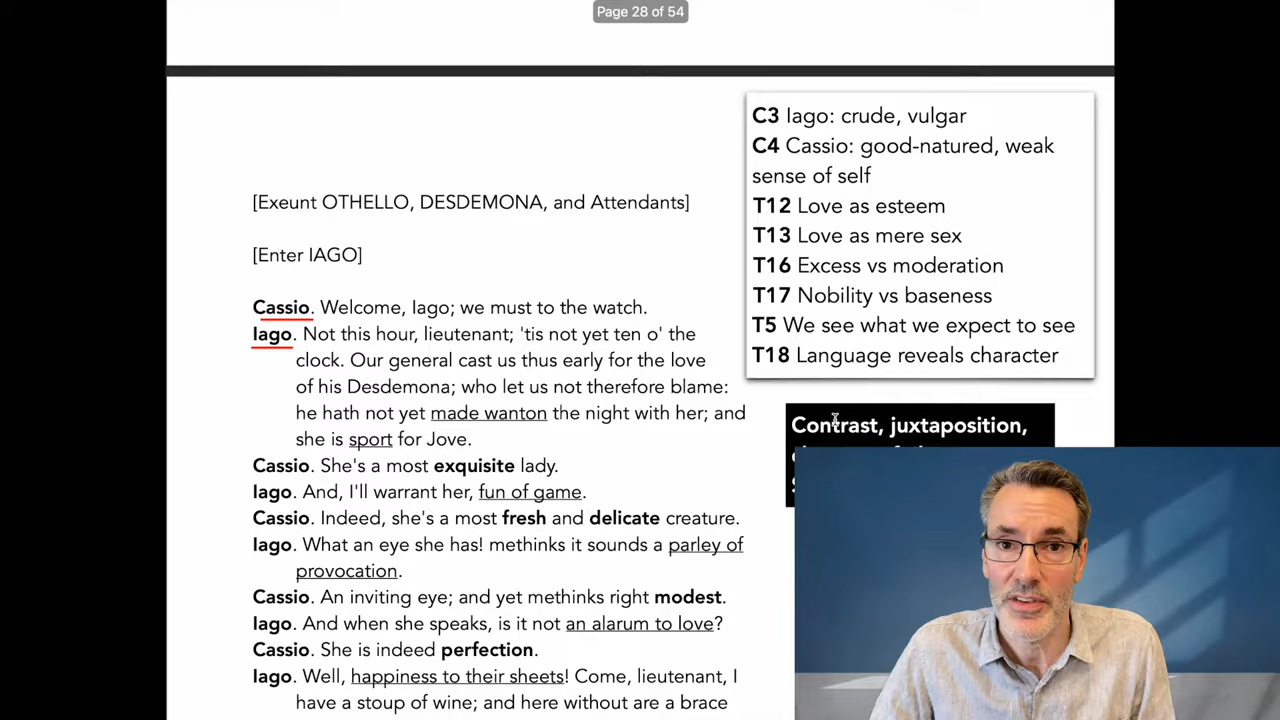 Page 28 of 54
C3 Iago: crude, vulgar
C4 Cassio: good-natured, weak
sense of self
T12 Love as esteem
T13 Love as mere sex
T16 Excess vs moderation
T17 Nobility vs baseness
T5 We see what we expect to see
T18 Language reveals character
[Exeunt OTHELLO, DESDEMONA, and Attendants]
[Enter IAGO]
Cassio. Welcome, Iago; we must to the watch.
Iago. Not this hour, lieutenant; 'tis not yet ten o' the
clock. Our general cast us thus early for the love
of his Desdemona; who let us not therefore blame:
he hath not yet made wanton the night with her; and
she is sport for Jove.
Cassio. She's a most exquisite lady.
Iago. And, I'll warrant her, fun of game.
Cassio. Indeed, she's a most fresh and delicate creature.
Iago. What an eye she has! methinks it sounds a parley of
provocation.
Cassio. An inviting eye; and yet methinks right modest.
Iago. And when she speaks, is it not an alarum to love?
Cassio. She is indeed perfection.
Iago. Well, happiness to their sheets! Come, lieutenant, I
have a stoup of wine; and here without are a brace
Contrast, juxtaposition,